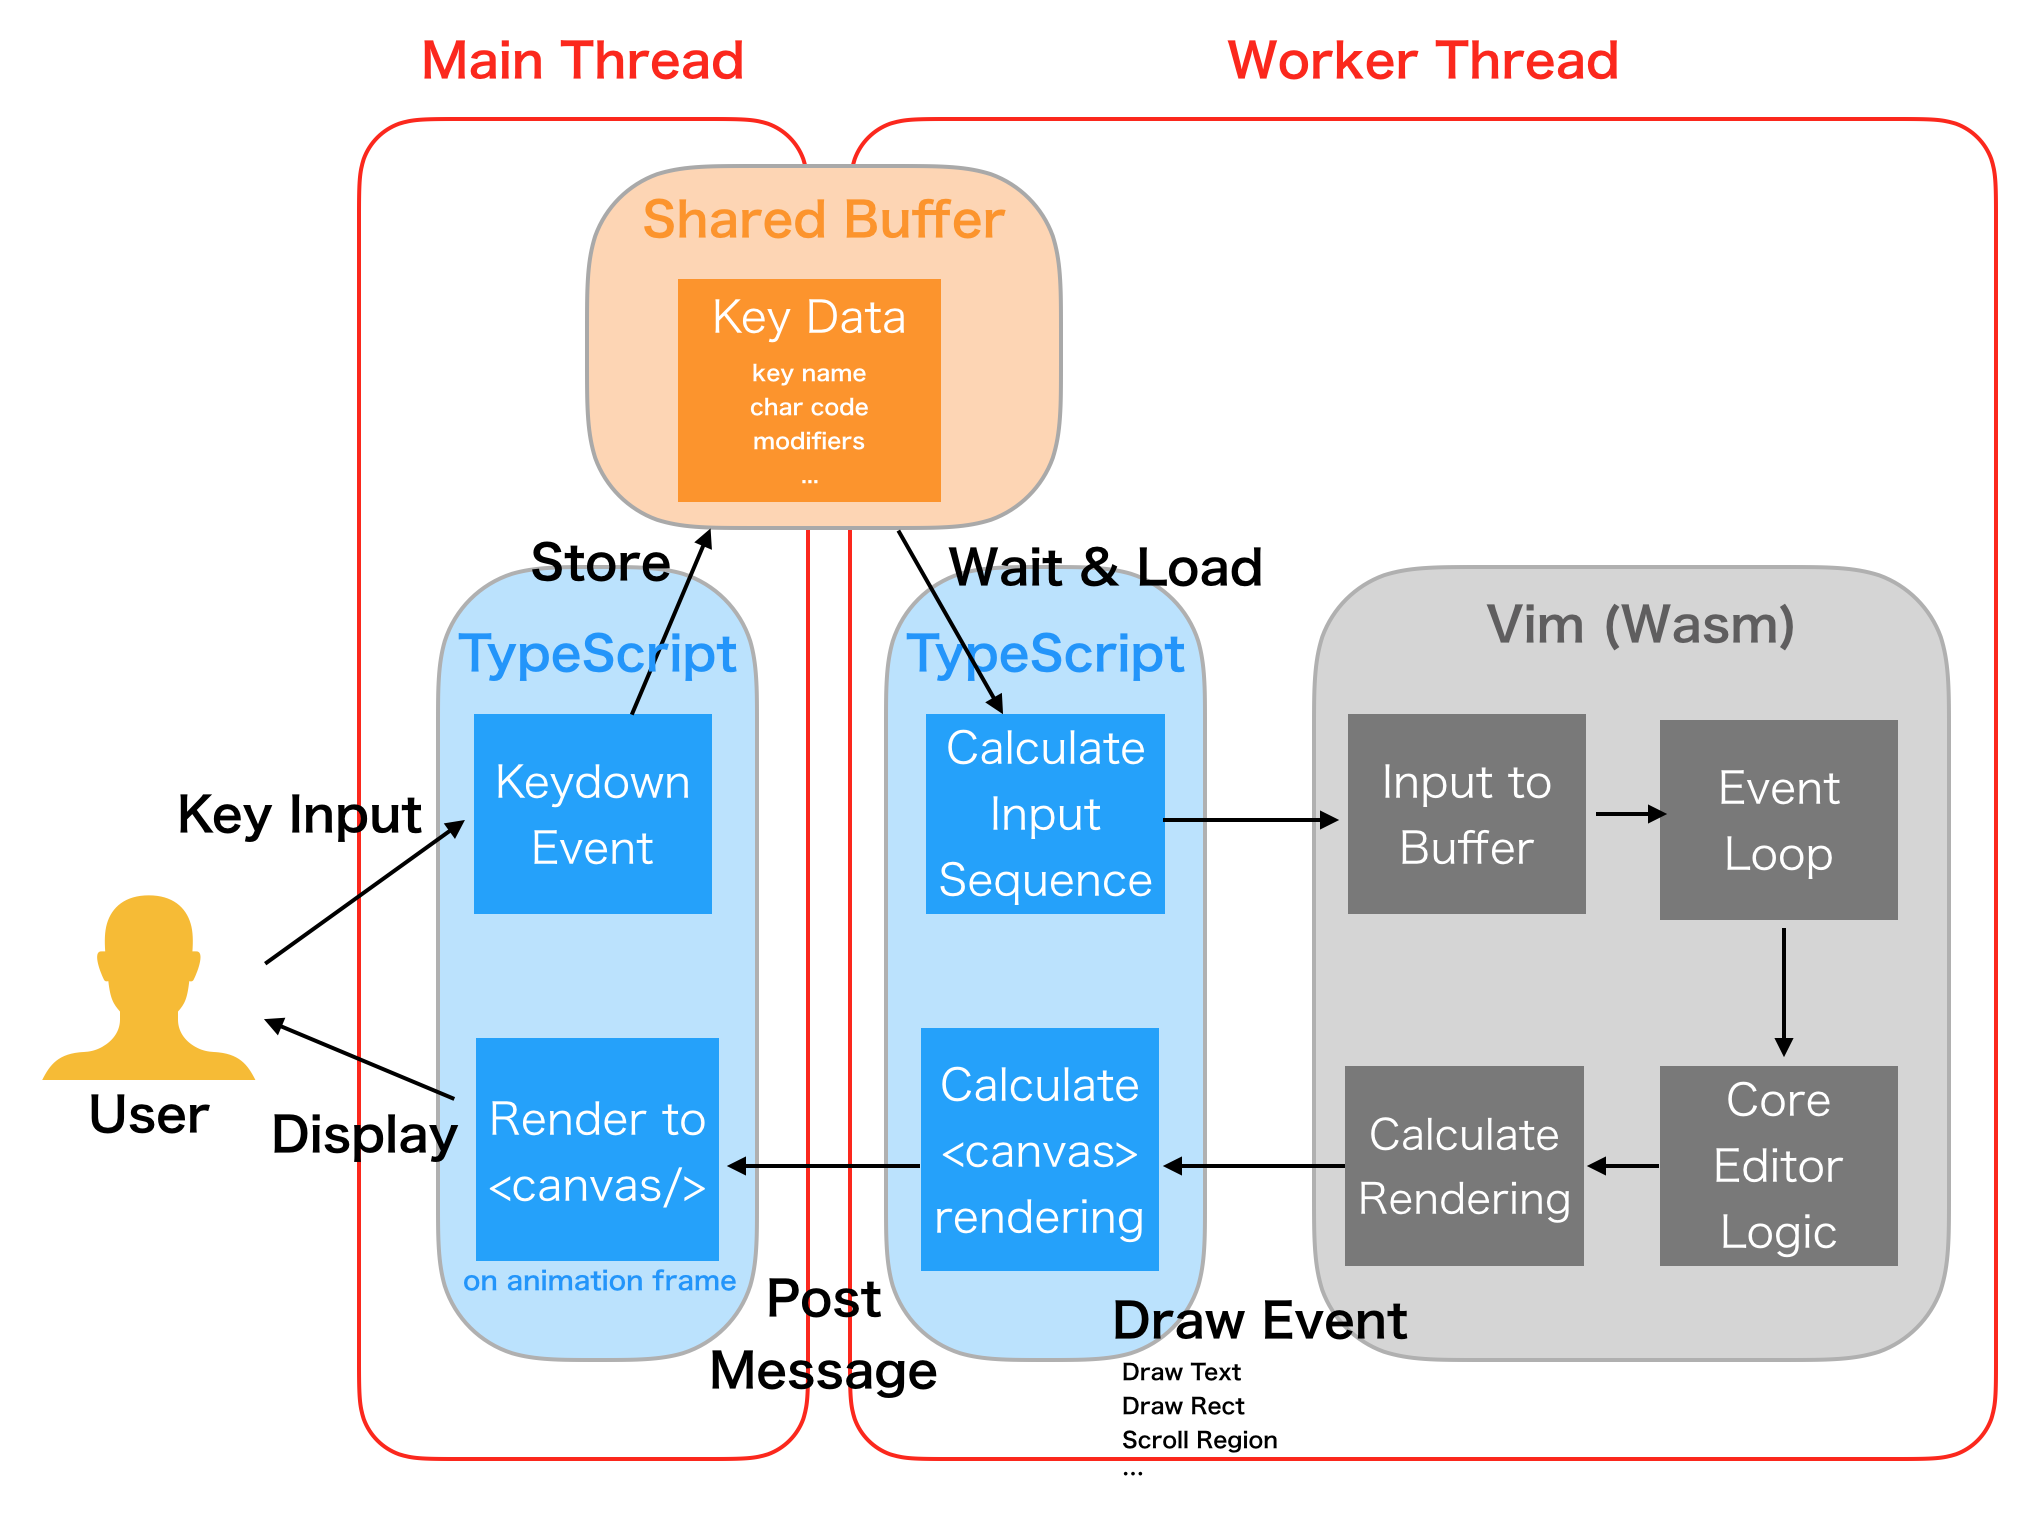 Main Thread
Worker Thread
Shared Buffer
Key Data
key name
char code
modifiers
...
Store
Wait & Load
TypeScript
TypeScript
Vim (Wasm)
Key Input
Keydown
Event
Calculate
Input
Sequence
Input to
Buffer
Event
Loop
User
Display
Render to
<canvas/>
on animation frame
Calculate
<canvas>
rendering
Calculate
Rendering
Core
Editor
Logic
Post
Message
Draw Event
Draw Text
Draw Rect
Scroll Region
...